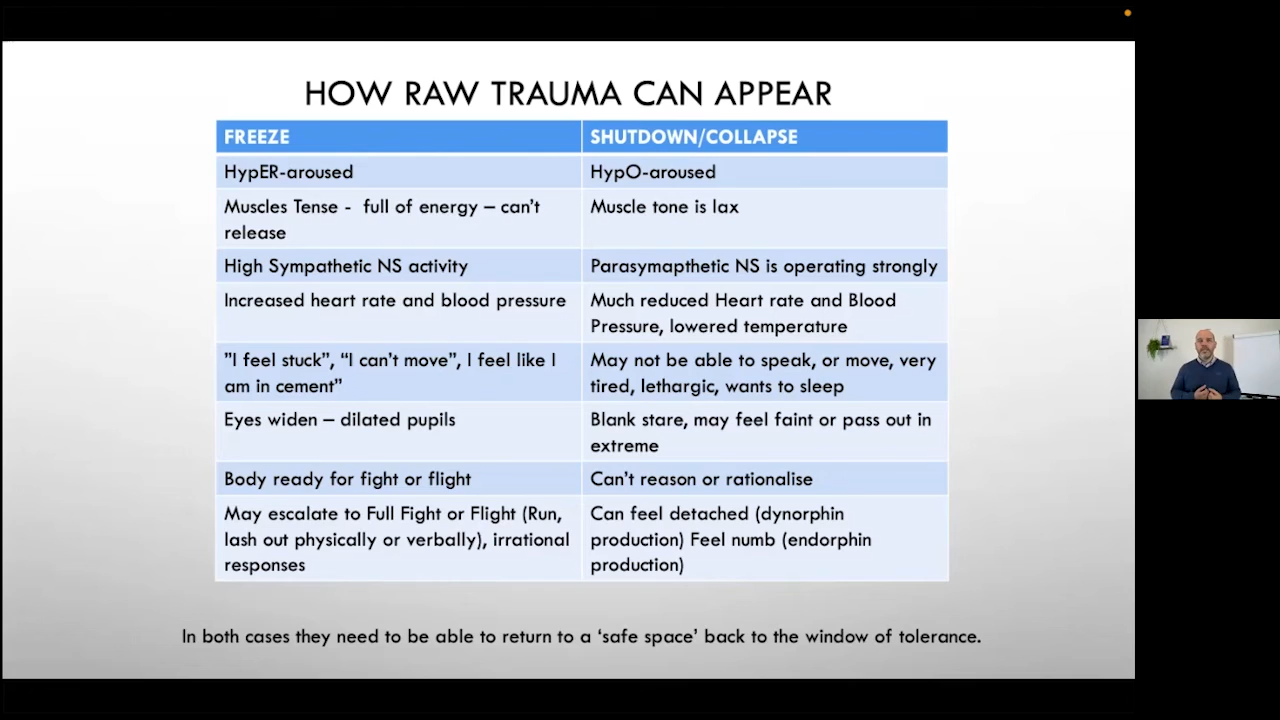 HOW RAW TRAUMA CAN APPEAR
FREEZE
SHUTDOWN/COLLAPSE
HypER-aroused
HypO-aroused
Muscles Tense -  full of energy – can't
release
Muscle tone is lax
High Sympathetic NS activity
Parasymapthetic NS is operating strongly
Increased heart rate and blood pressure
Much reduced Heart rate and Blood
Pressure, lowered temperature
”I feel stuck”, “I can't move”, I feel like I
am in cement”
May not be able to speak, or move, very
tired, lethargic, wants to sleep
Eyes widen – dilated pupils
Blank stare, may feel faint or pass out in
extreme
Body ready for fight or flight
Can't reason or rationalise
May escalate to Full Fight or Flight (Run,
lash out physically or verbally), irrational
responses
Can feel detached (dynorphin
production) Feel numb (endorphin
production)
In both cases they need to be able to return to a ‘safe space’ back to the window of tolerance.